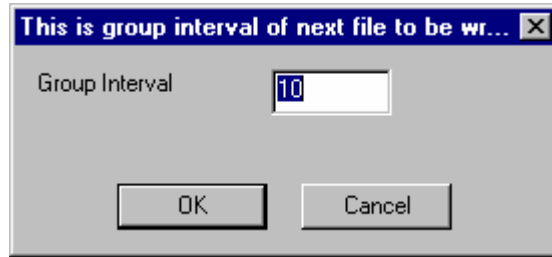 This is group interval of next file to be wr...
Group Interval 10
OK Cancel